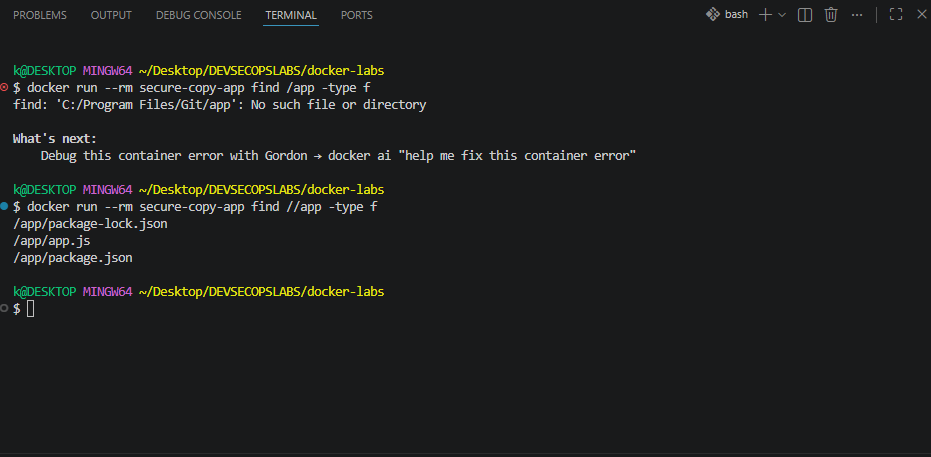 PROBLEMS OUTPUT DEBUG CONSOLE TERMINAL PORTS bash
k@DESKTOP MINGW64 ~/Desktop/DEVSECOPSLABS/docker-labs
$ docker run --rm secure-copy-app find /app -type f
find: 'C:/Program Files/Git/app': No such file or directory
What's next:
    Debug this container error with Gordon → docker ai "help me fix this container error"
k@DESKTOP MINGW64 ~/Desktop/DEVSECOPSLABS/docker-labs
$ docker run --rm secure-copy-app find //app -type f
/app/package-lock.json
/app/app.js
/app/package.json
k@DESKTOP MINGW64 ~/Desktop/DEVSECOPSLABS/docker-labs
$